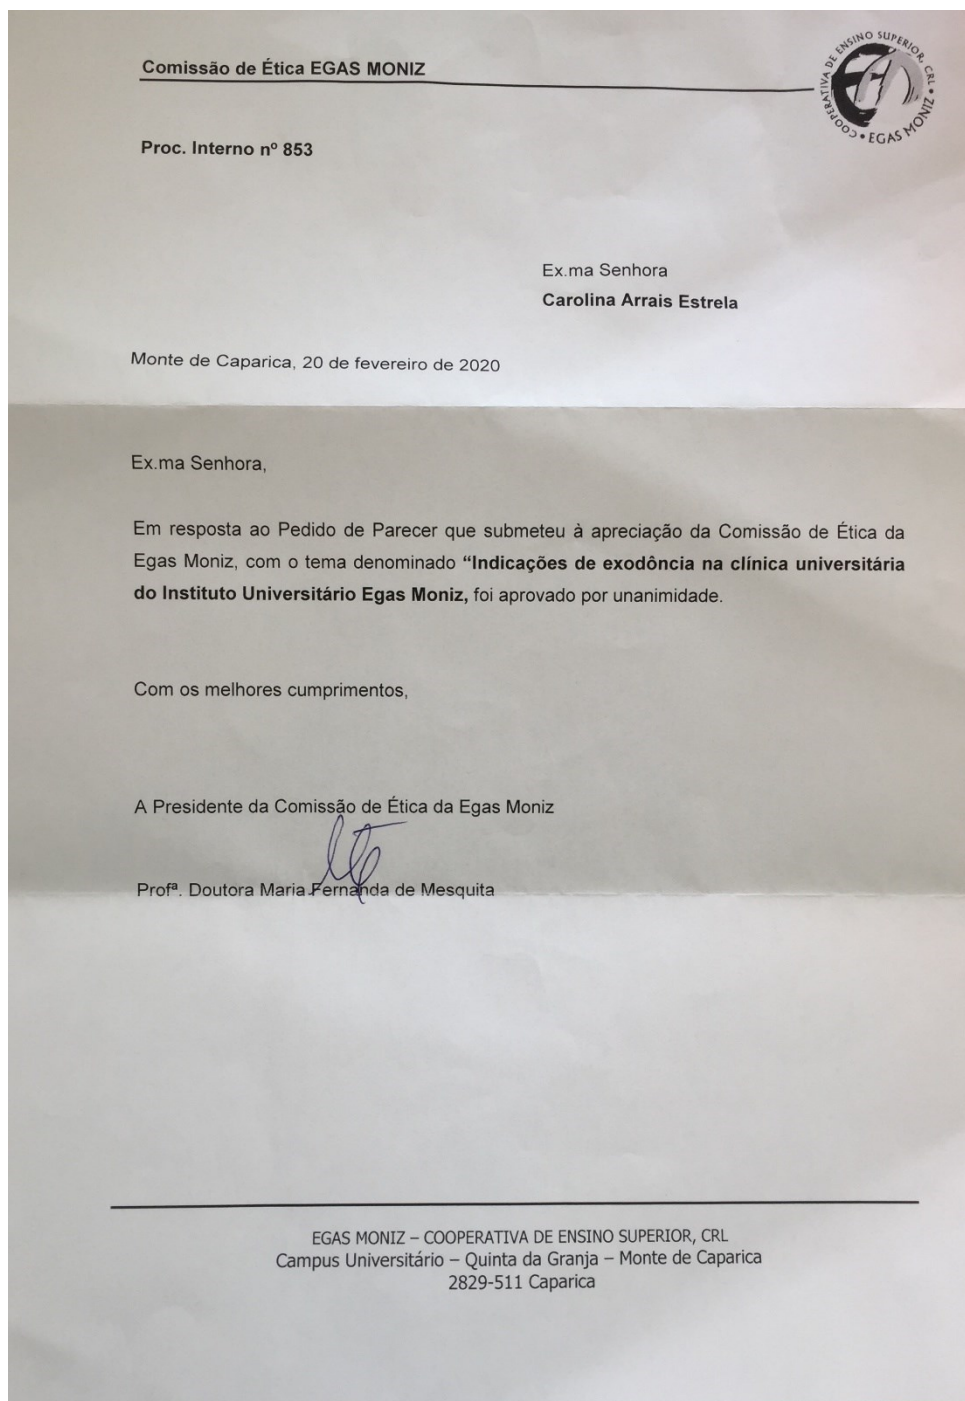 Comissão de Ética EGAS MONIZ
COOPERATIVA DE ENSINO SUPERIOR, CRL • EGAS MONIZ •
Proc. Interno nº 853
Ex.ma Senhora
Carolina Arrais Estrela
Monte de Caparica, 20 de fevereiro de 2020
Ex.ma Senhora,
Em resposta ao Pedido de Parecer que submeteu à apreciação da Comissão de Ética da
Egas Moniz, com o tema denominado “Indicações de exodôncia na clínica universitária
do Instituto Universitário Egas Moniz, foi aprovado por unanimidade.
Com os melhores cumprimentos,
A Presidente da Comissão de Ética da Egas Moniz
Profª. Doutora Maria Fernanda de Mesquita
EGAS MONIZ – COOPERATIVA DE ENSINO SUPERIOR, CRL
Campus Universitário – Quinta da Granja – Monte de Caparica
2829-511 Caparica